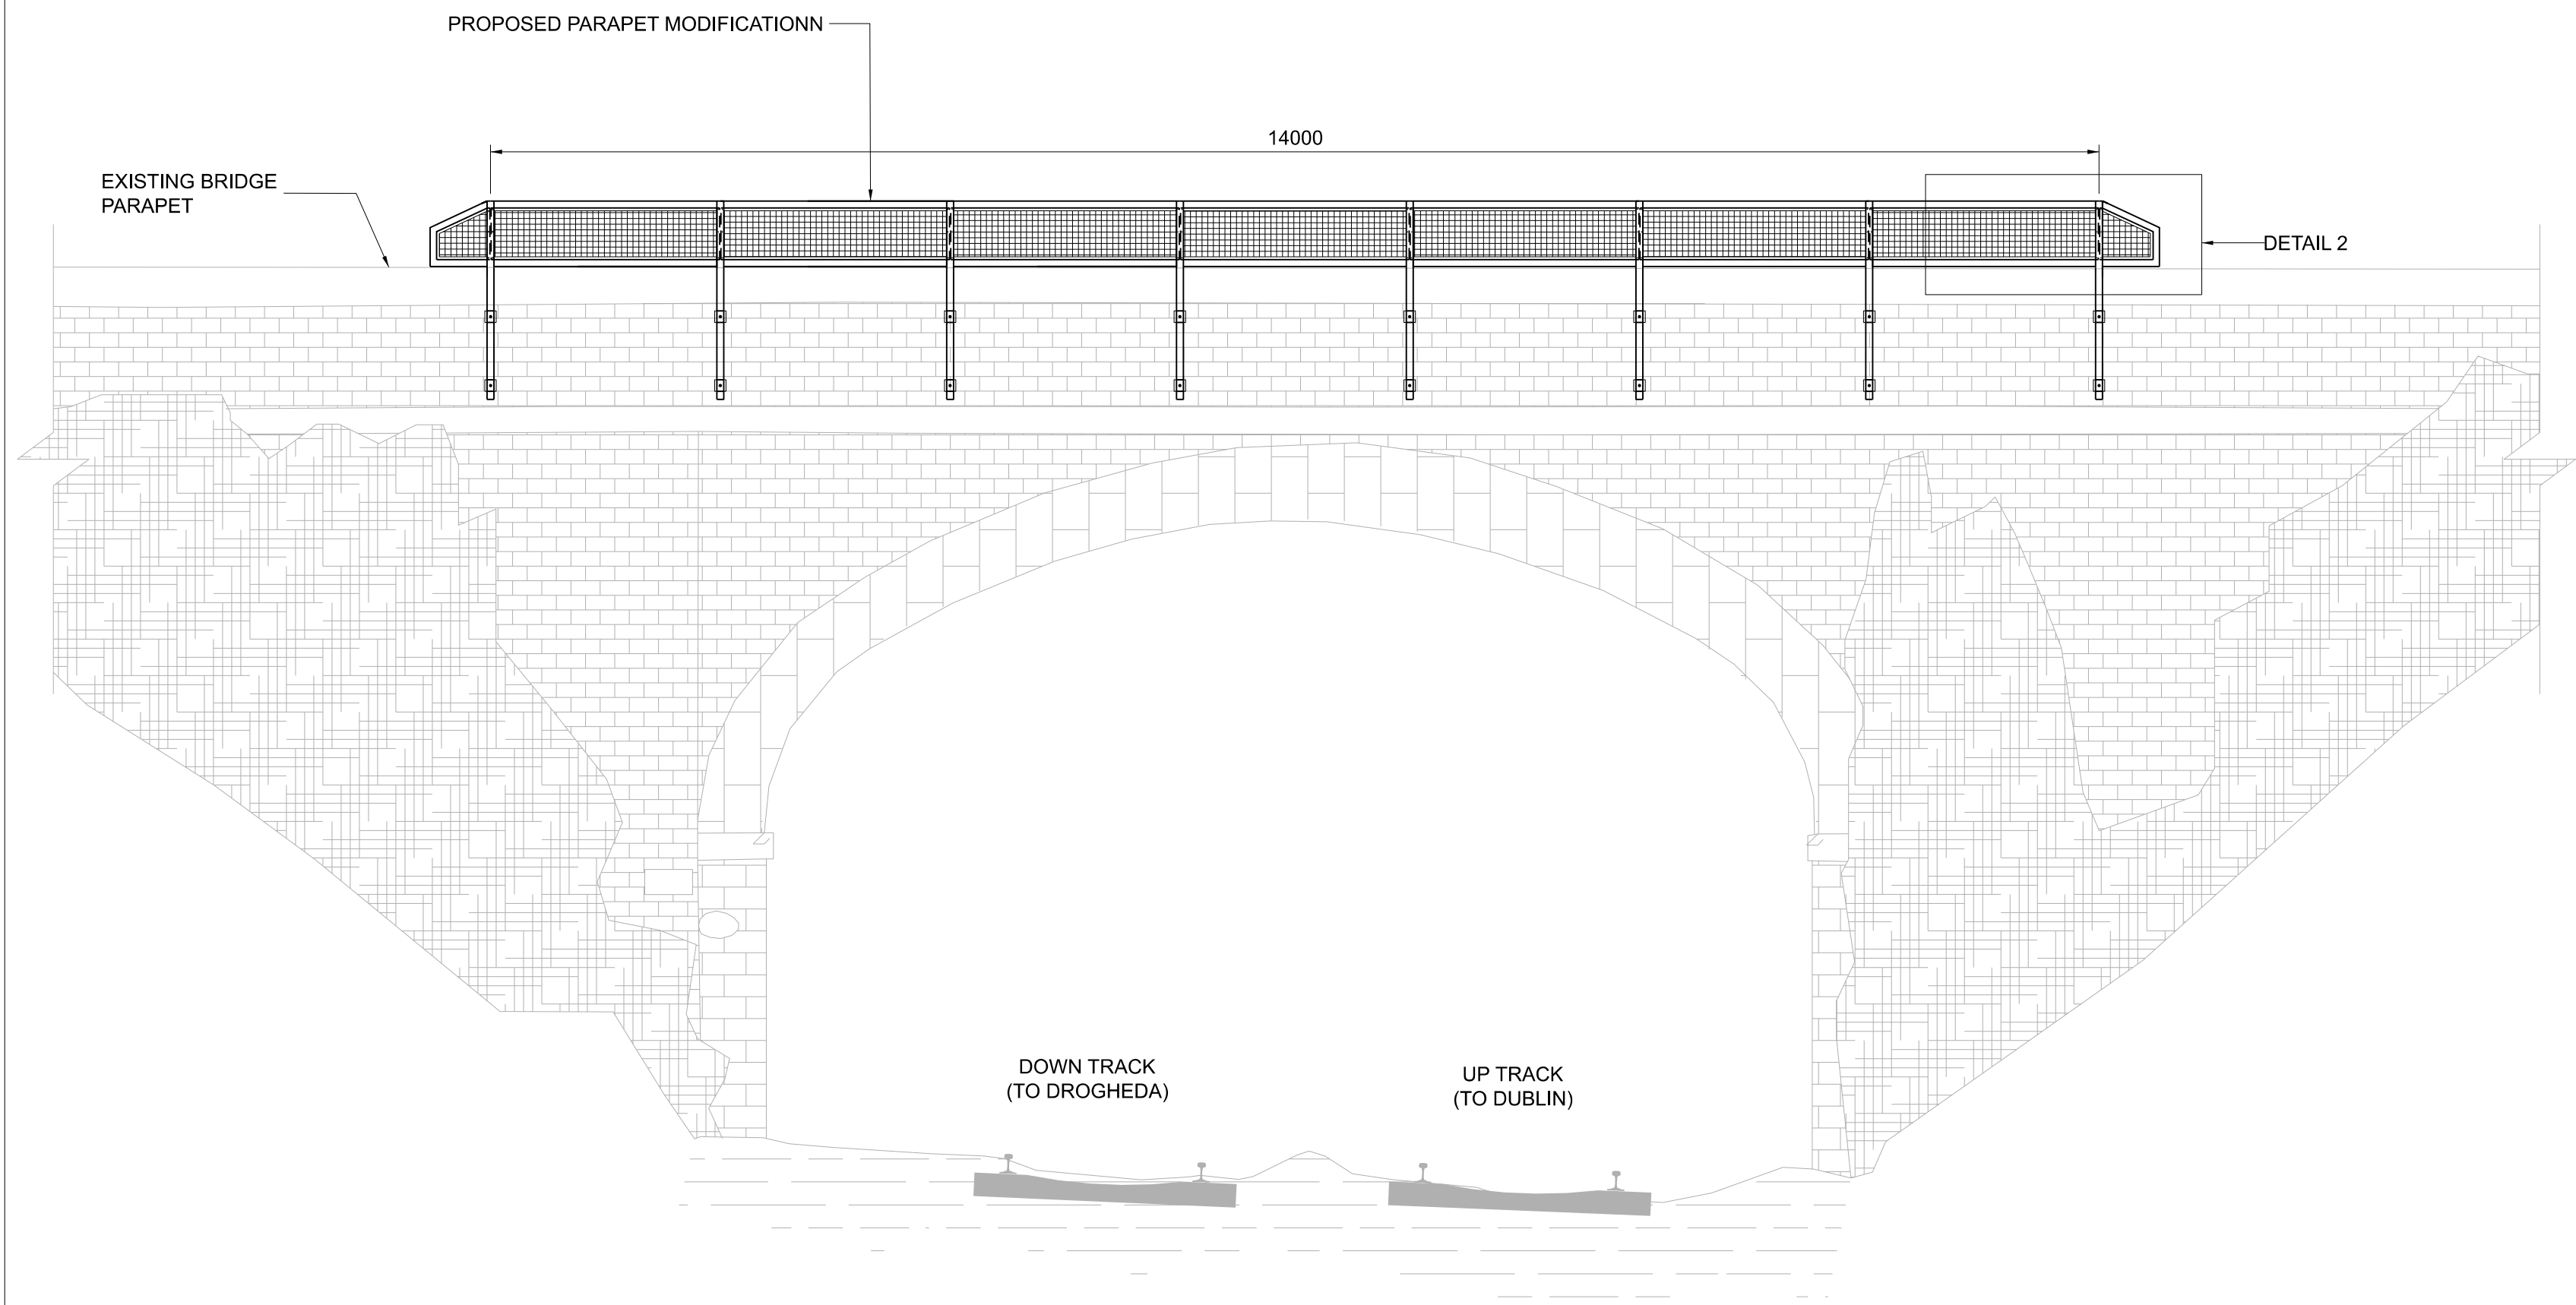 PROPOSED PARAPET MODIFICATIONN
14000
EXISTING BRIDGE
PARAPET
DETAIL 2
DOWN TRACK
(TO DROGHEDA)
UP TRACK
(TO DUBLIN)